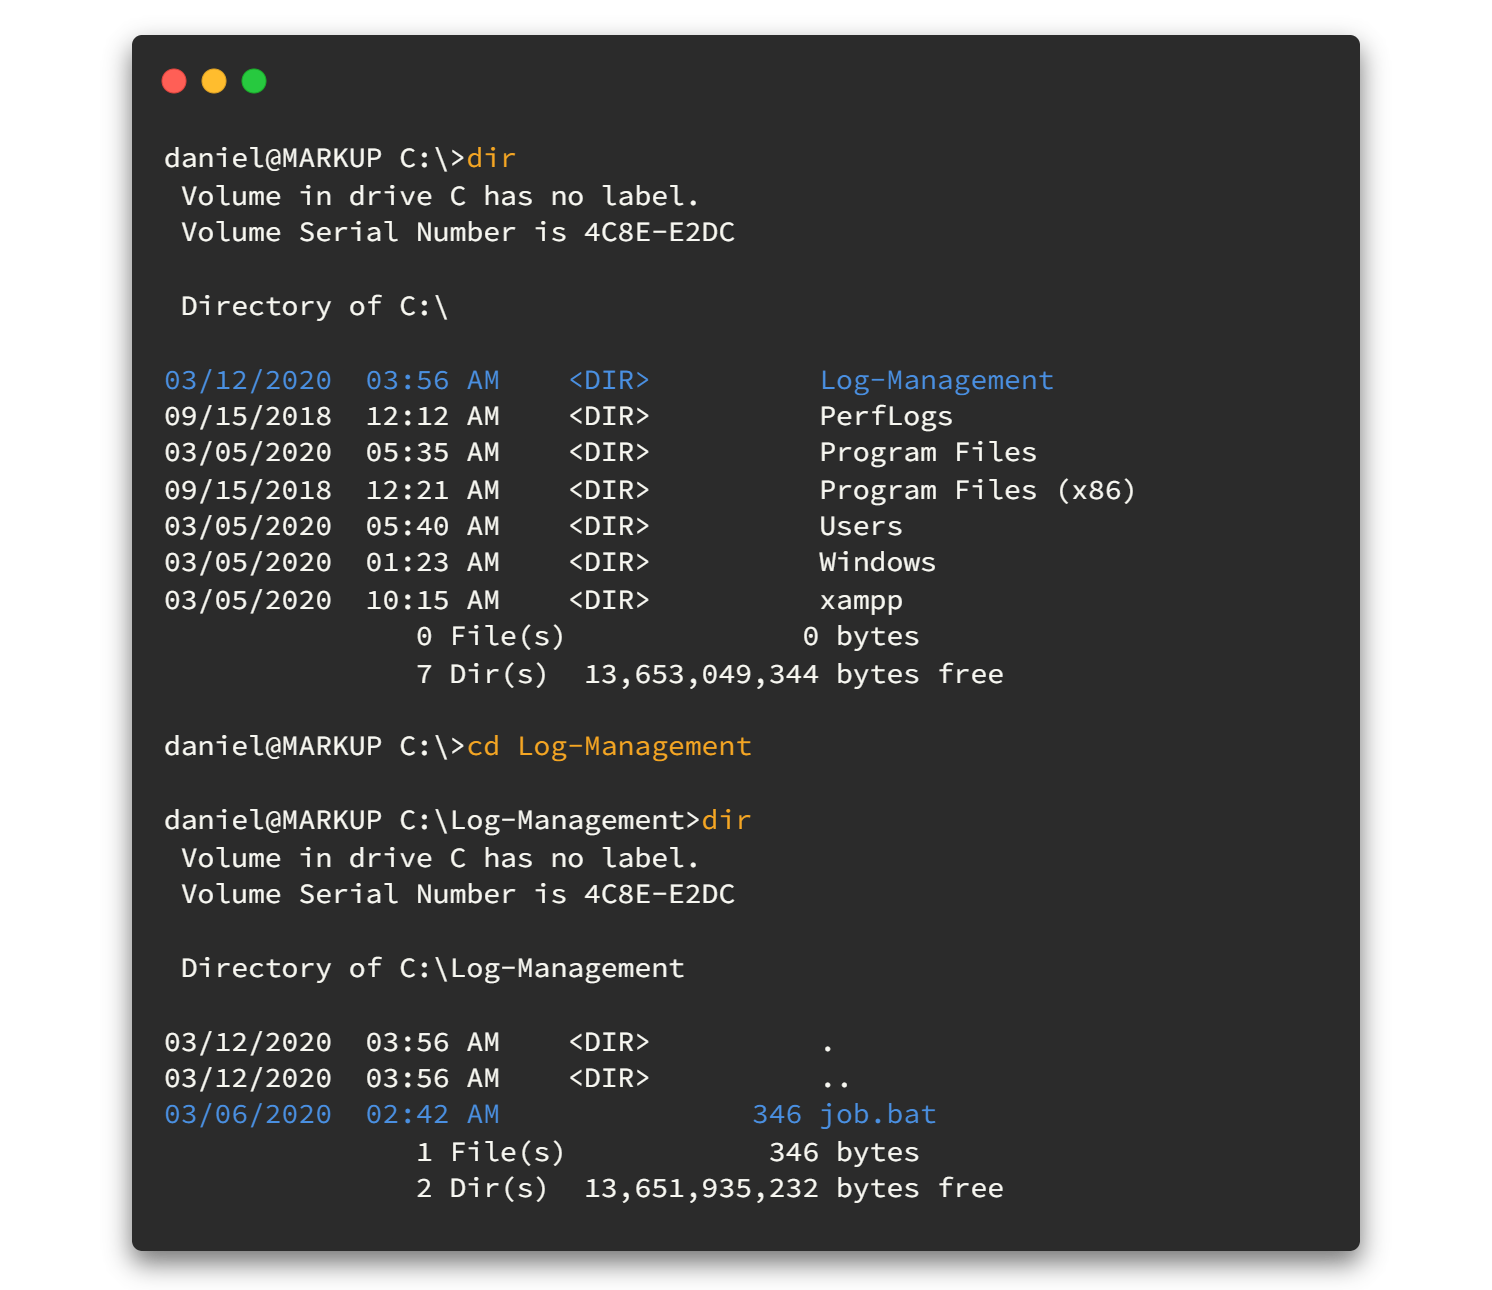 daniel@MARKUP C:\>dir
 Volume in drive C has no label.
 Volume Serial Number is 4C8E-E2DC

 Directory of C:\

03/12/2020  03:56 AM    <DIR>          Log-Management
09/15/2018  12:12 AM    <DIR>          PerfLogs
03/05/2020  05:35 AM    <DIR>          Program Files
09/15/2018  12:21 AM    <DIR>          Program Files (x86)
03/05/2020  05:40 AM    <DIR>          Users
03/05/2020  01:23 AM    <DIR>          Windows
03/05/2020  10:15 AM    <DIR>          xampp
               0 File(s)              0 bytes
               7 Dir(s)  13,653,049,344 bytes free

daniel@MARKUP C:\>cd Log-Management

daniel@MARKUP C:\Log-Management>dir
 Volume in drive C has no label.
 Volume Serial Number is 4C8E-E2DC

 Directory of C:\Log-Management

03/12/2020  03:56 AM    <DIR>          .
03/12/2020  03:56 AM    <DIR>          ..
03/06/2020  02:42 AM               346 job.bat
               1 File(s)            346 bytes
               2 Dir(s)  13,651,935,232 bytes free